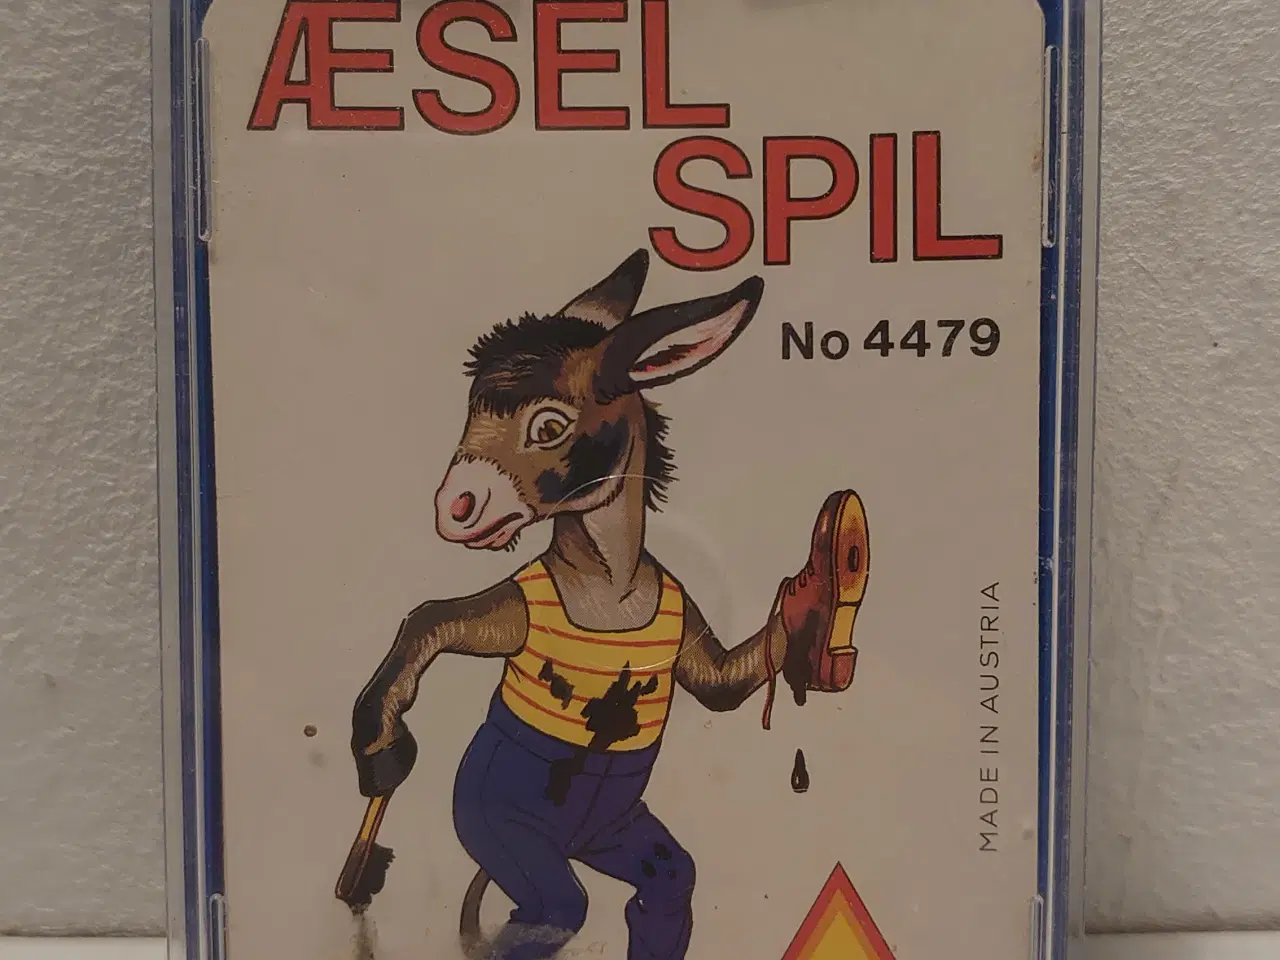 ÆSEL
SPIL
No 4479
MADE IN AUSTRIA